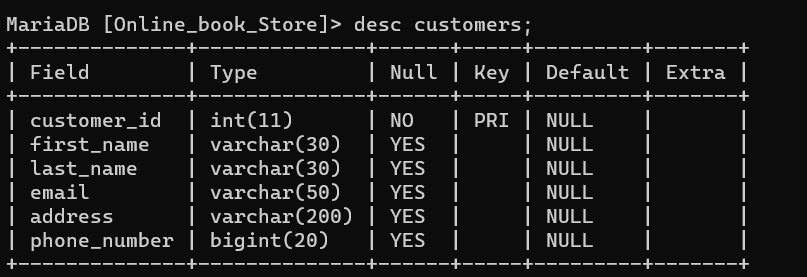 MariaDB [Online_book_Store]> desc customers;
+--------------+--------------+------+-----+---------+-------+
| Field        | Type         | Null | Key | Default | Extra |
+--------------+--------------+------+-----+---------+-------+
| customer_id  | int(11)      | NO   | PRI | NULL    |       |
| first_name   | varchar(30)  | YES  |     | NULL    |       |
| last_name    | varchar(30)  | YES  |     | NULL    |       |
| email        | varchar(50)  | YES  |     | NULL    |       |
| address      | varchar(200) | YES  |     | NULL    |       |
| phone_number | bigint(20)   | YES  |     | NULL    |       |
+--------------+--------------+------+-----+---------+-------+